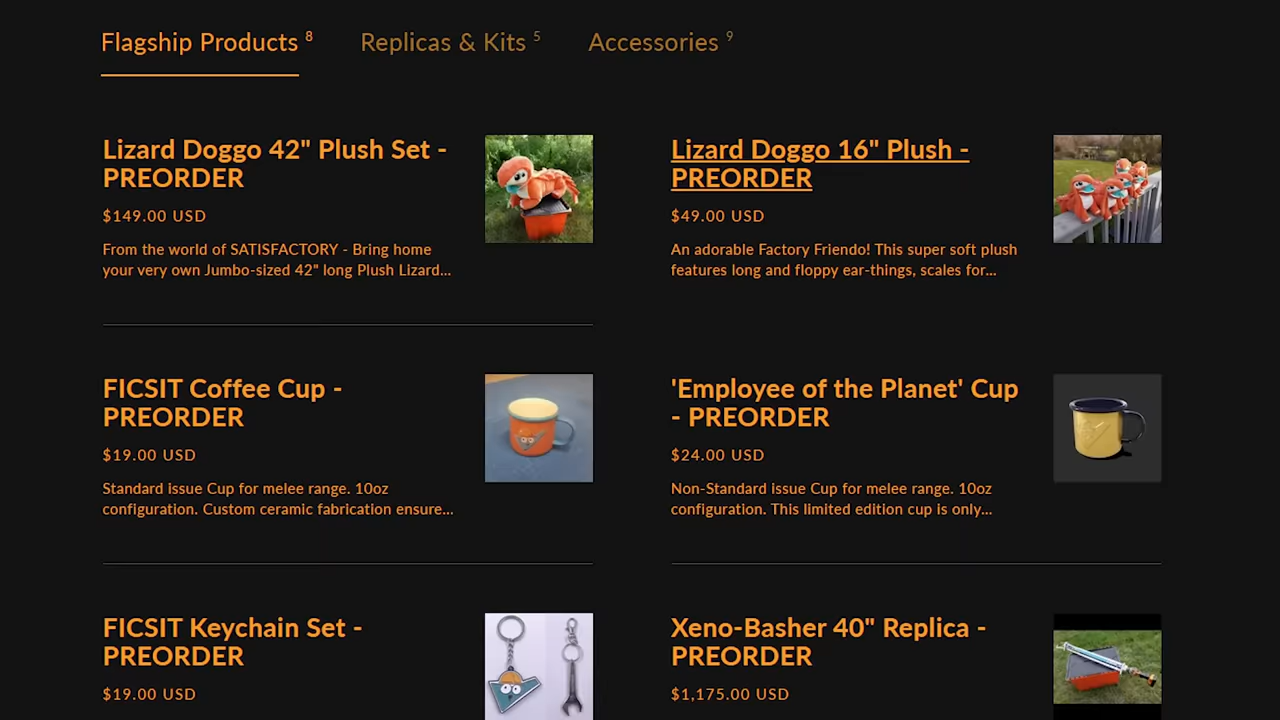 Flagship Products 8
Replicas & Kits 5
Accessories 9
Lizard Doggo 42" Plush Set -
PREORDER
$149.00 USD
From the world of SATISFACTORY - Bring home
your very own Jumbo-sized 42" long Plush Lizard...
Lizard Doggo 16" Plush -
PREORDER
$49.00 USD
An adorable Factory Friendo! This super soft plush
features long and floppy ear-things, scales for...
FICSIT Coffee Cup -
PREORDER
$19.00 USD
Standard issue Cup for melee range. 10oz
configuration. Custom ceramic fabrication ensure...
'Employee of the Planet' Cup
- PREORDER
$24.00 USD
Non-Standard issue Cup for melee range. 10oz
configuration. This limited edition cup is only...
FICSIT Keychain Set -
PREORDER
$19.00 USD
Xeno-Basher 40" Replica -
PREORDER
$1,175.00 USD